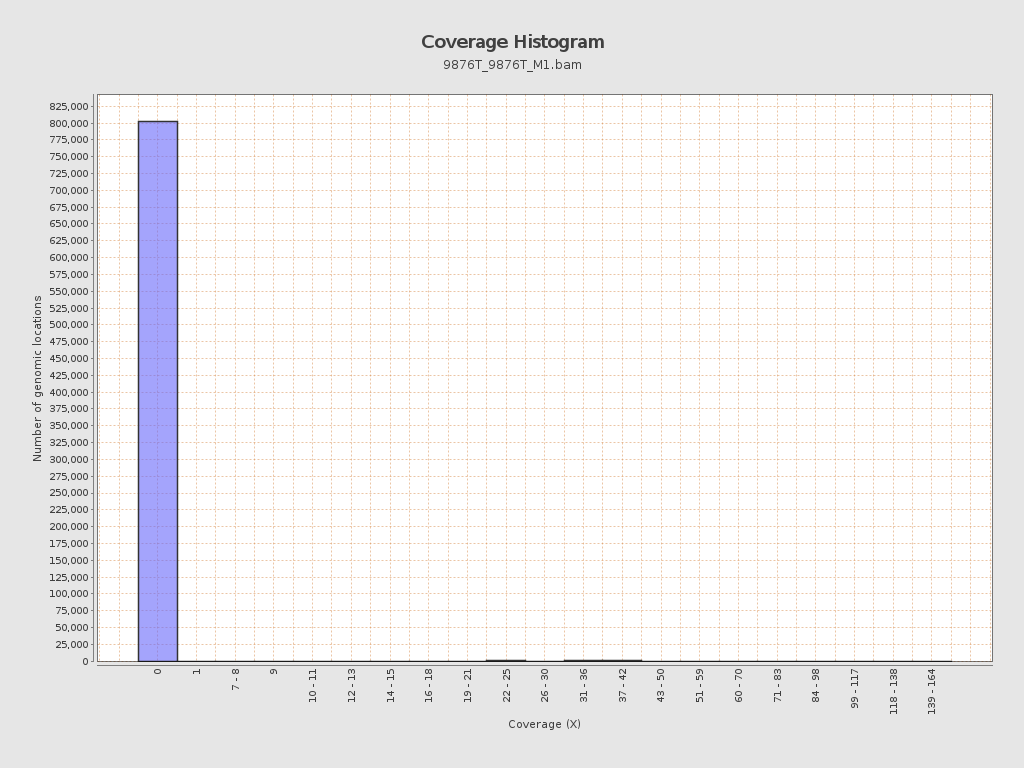 Coverage Histogram
9876T_9876T_M1.bam
825,000
800,000
775,000
750,000
725,000
700,000
675,000
650,000
625,000
600,000
575,000
550,000
525,000
500,000
475,000
450,000
425,000
400,000
375,000
350,000
325,000
300,000
275,000
250,000
225,000
200,000
175,000
150,000
125,000
100,000
75,000
50,000
25,000
0
Number of genomic locations
0
1
7 - 8
9
10 - 11
12 - 13
14 - 15
16 - 18
19 - 21
22 - 25
26 - 30
31 - 36
37 - 42
43 - 50
51 - 59
60 - 70
71 - 83
84 - 98
99 - 117
118 - 138
139 - 164
Coverage (X)